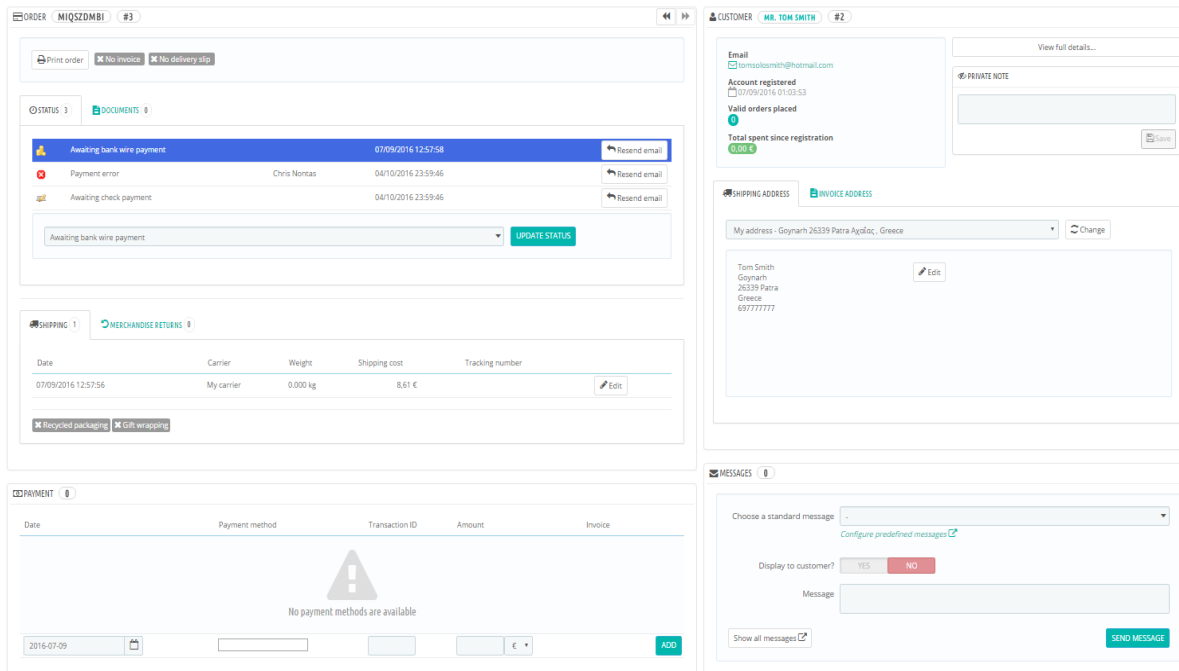 ORDER MIQSZDMBI #3
Print order No invoice No delivery slip
STATUS 3 DOCUMENTS 0
Awaiting bank wire payment 07/09/2016 12:57:58 Resend email
Payment error Chris Nontas 04/10/2016 23:59:46 Resend email
Awaiting check payment 04/10/2016 23:59:46 Resend email
Awaiting bank wire payment UPDATE STATUS
SHIPPING 1 MERCHANDISE RETURNS 0
Date Carrier Weight Shipping cost Tracking number
07/09/2016 12:57:56 My carrier 0.000 kg 8,61 € Edit
Recycled packaging Gift wrapping
PAYMENT 0
Date Payment method Transaction ID Amount Invoice
No payment methods are available
2016-07-09 € ADD
CUSTOMER MR. TOM SMITH #2
Email
tomsolosmith@hotmail.com
Account registered
07/09/2016 01:03:53
Valid orders placed
0
Total spent since registration
0,00 €
View full details...
PRIVATE NOTE
Save
SHIPPING ADDRESS INVOICE ADDRESS
My address - Goynarh 26339 Patra Αχαΐας , Greece Change
Tom Smith Edit
Goynarh
26339 Patra
Greece
697777777
MESSAGES 0
Choose a standard message -
Configure predefined messages
Display to customer? YES NO
Message
Show all messages SEND MESSAGE